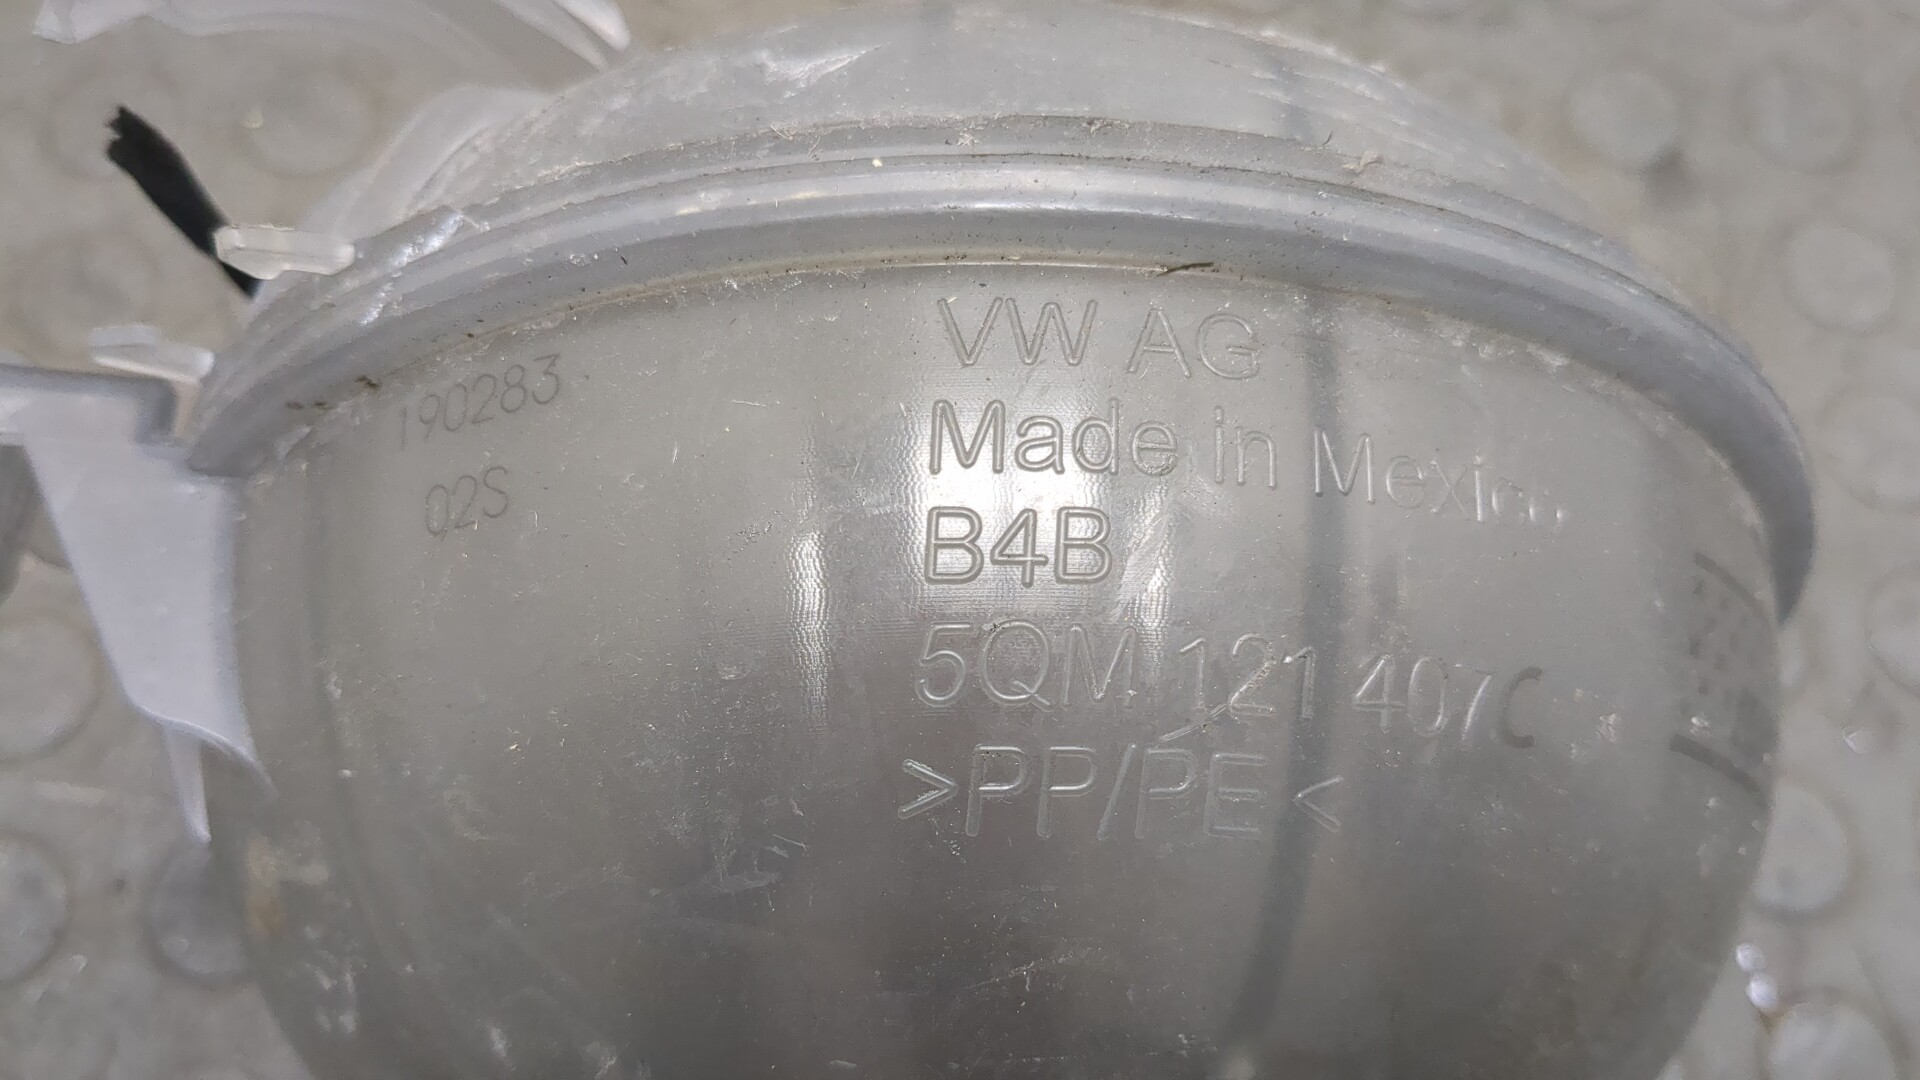 190283
02S
VW AG
Made in Mexico
B4B
5QM 121 407C
>PP/PE<